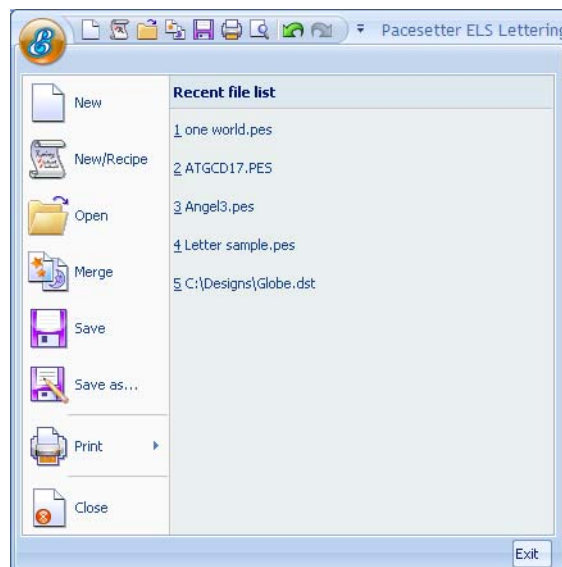 Pacesetter ELS Lettering
New
New/Recipe
Open
Merge
Save
Save as...
Print
Close
Recent file list
1 one world.pes
2 ATGCD17.PES
3 Angel3.pes
4 Letter sample.pes
5 C:\Designs\Globe.dst
Exit